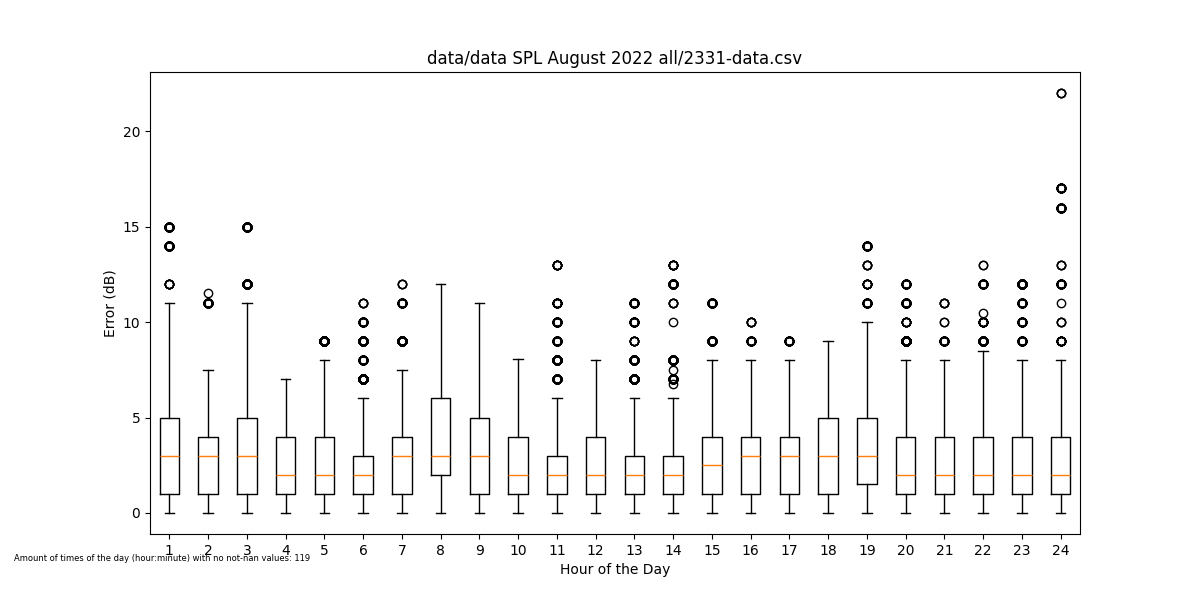 data/data SPL August 2022 all/2331-data.csv
20
15
10
5
0
Error (dB)
1 2 3 4 5 6 7 8 9 10 11 12 13 14 15 16 17 18 19 20 21 22 23 24
Amount of times of the day (hour:minute) with no not-nan values: 119
Hour of the Day